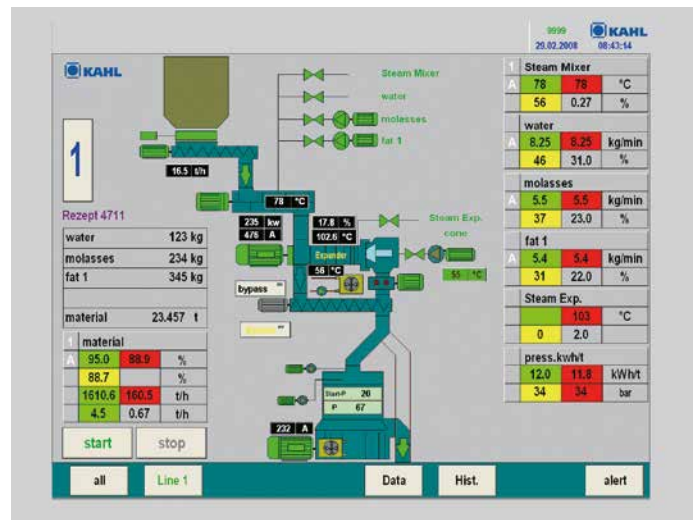 9999
KAHL
29.02.2008 08:43:14
KAHL
1
Rezept 4711
water 123 kg
molasses 234 kg
fat 1 345 kg
material 23.457 t
1 material
A 95.0 88.9 %
88.7 %
1610.6 160.5 t/h
4.5 0.67 t/h
start stop
Steam Mixer
water
molasses
fat 1
16.5 t/h
78 °C
235 kw
476 A
17.8 %
102.6 °C
Steam Exp.
cone
Expander
56 °C
55 °C
bypass
Start-P 20
P 67
232 A
1 Steam Mixer
A 78 78 °C
56 0.27 %
water
A 8.25 8.25 kg/min
46 31.0 %
molasses
A 5.5 5.5 kg/min
37 23.0 %
fat 1
A 5.4 5.4 kg/min
31 22.0 %
Steam Exp.
103 °C
0 2.0
press.kwh/t
12.0 11.8 kWh/t
34 34 bar
all Line 1 Data Hist. alert